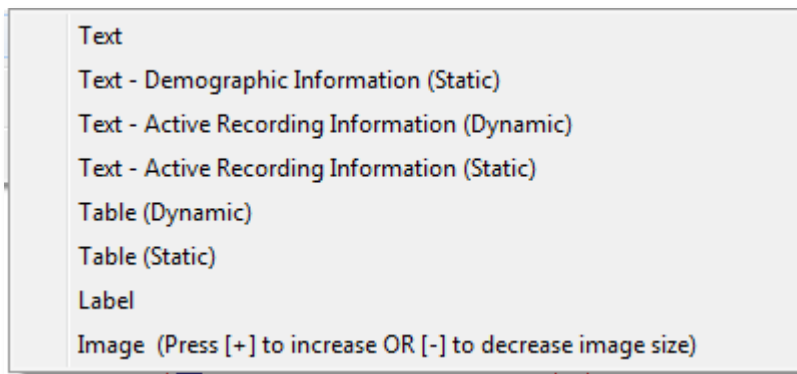 Text
Text - Demographic Information (Static)
Text - Active Recording Information (Dynamic)
Text - Active Recording Information (Static)
Table (Dynamic)
Table (Static)
Label
Image  (Press [+] to increase OR [-] to decrease image size)